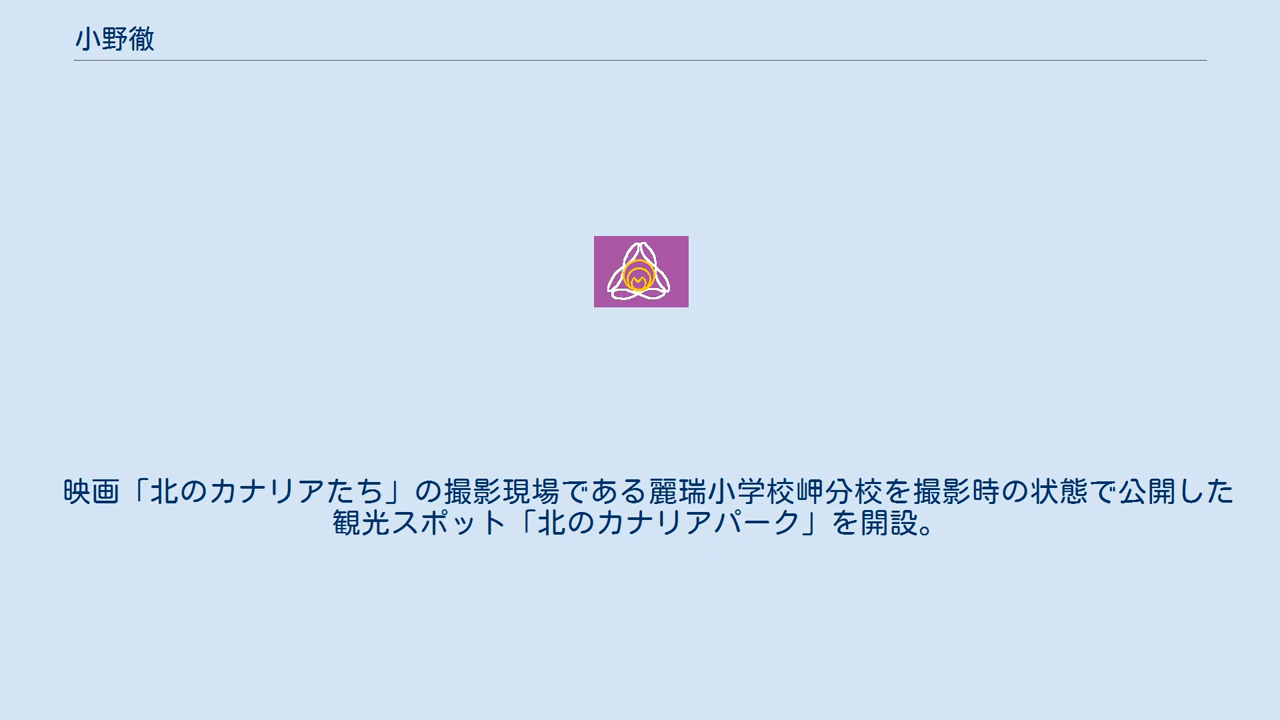 小野徹
映画「北のカナリアたち」の撮影現場である麗瑞小学校岬分校を撮影時の状態で公開した
観光スポット「北のカナリアパーク」を開設。